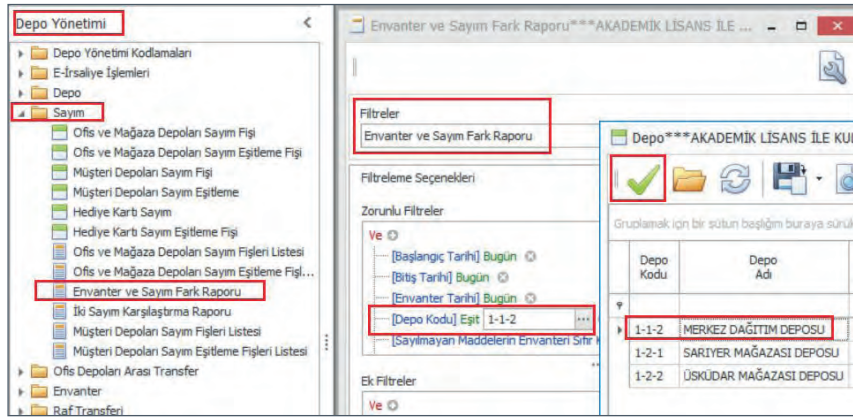 Depo Yönetimi
Depo Yönetimi Kodlamaları
E-İrsaliye İşlemleri
Depo
Sayım
Ofis ve Mağaza Depoları Sayım Fişi
Ofis ve Mağaza Depoları Sayım Eşitleme Fişi
Müşteri Depoları Sayım Fişi
Müşteri Depoları Sayım Eşitleme
Hediye Kartı Sayım
Hediye Kartı Sayım Eşitleme Fişi
Ofis ve Mağaza Depoları Sayım Fişleri Listesi
Ofis ve Mağaza Depoları Sayım Eşitleme Fişl...
Envanter ve Sayım Fark Raporu
İki Sayım Karşılaştırma Raporu
Müşteri Depoları Sayım Fişleri Listesi
Müşteri Depoları Sayım Eşitleme Fişleri Listesi
Ofis Depoları Arası Transfer
Envanter
Raf Transferi
Envanter ve Sayım Fark Raporu***AKADEMİK LİSANS İLE ...
Filtreler
Envanter ve Sayım Fark Raporu
Filtreleme Seçenekleri
Zorunlu Filtreler
Ve
[Başlangıç Tarihi] Bugün
[Bitiş Tarihi] Bugün
[Envanter Tarihi] Bugün
[Depo Kodu] Eşit 1-1-2 ...
[Sayılmayan Maddelerin Envanteri Sıfır
Ek Filtreler
Ve
Depo***AKADEMİK LİSANS İLE KUL
Gruplamak için bir sütun başlığını buraya sürük
Depo Kodu
Depo Adı
1-1-2 MERKEZ DAĞITIM DEPOSU
1-2-1 SARIYER MAĞAZASI DEPOSU
1-2-2 ÜSKÜDAR MAĞAZASI DEPOSU